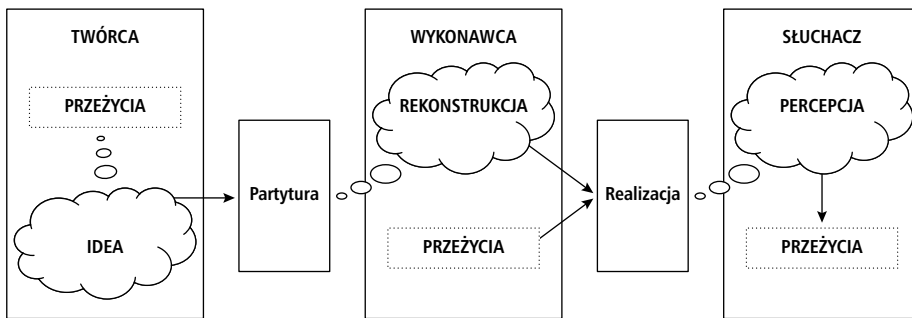 TWÓRCA
PRZEŻYCIA
IDEA
Partytura
WYKONAWCA
REKONSTRUKCJA
PRZEŻYCIA
Realizacja
SŁUCHACZ
PERCEPCJA
PRZEŻYCIA